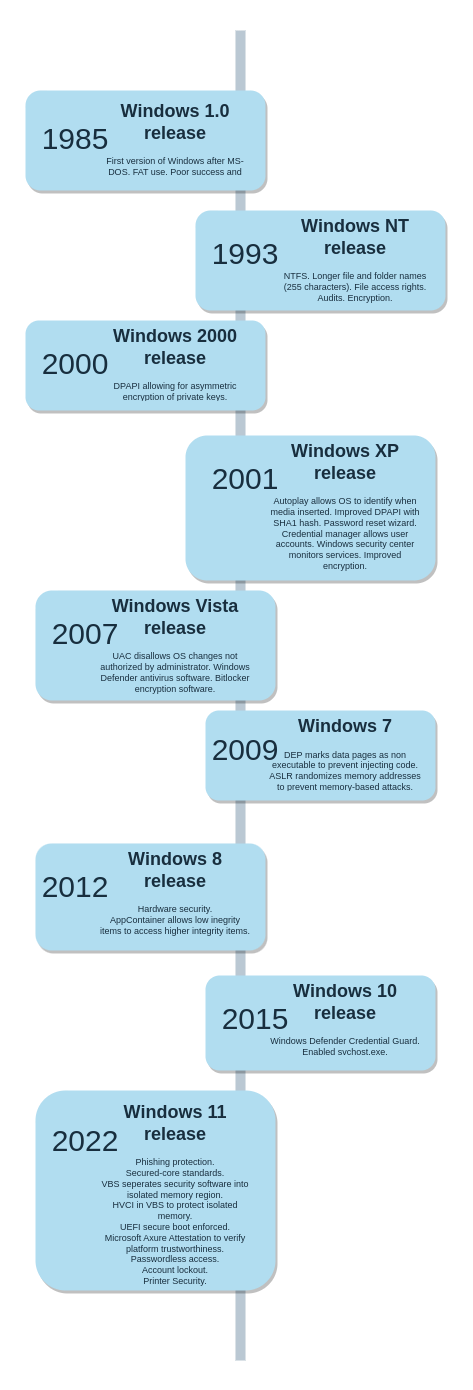 Windows 1.0
release
1985
First version of Windows after MS-
DOS. FAT use. Poor success and
Windows NT
release
1993
NTFS. Longer file and folder names
(255 characters). File access rights.
Audits. Encryption.
Windows 2000
release
2000
DPAPI allowing for asymmetric
encryption of private keys.
Windows XP
release
2001
Autoplay allows OS to identify when
media inserted. Improved DPAPI with
SHA1 hash. Password reset wizard.
Credential manager allows user
accounts. Windows security center
monitors services. Improved
encryption.
Windows Vista
release
2007
UAC disallows OS changes not
authorized by administrator. Windows
Defender antivirus software. Bitlocker
encryption software.
Windows 7
2009
DEP marks data pages as non
executable to prevent injecting code.
ASLR randomizes memory addresses
to prevent memory-based attacks.
Windows 8
release
2012
Hardware security.
AppContainer allows low inegrity
items to access higher integrity items.
Windows 10
release
2015
Windows Defender Credential Guard.
Enabled svchost.exe.
Windows 11
release
2022
Phishing protection.
Secured-core standards.
VBS seperates security software into
isolated memory region.
HVCI in VBS to protect isolated
memory.
UEFI secure boot enforced.
Microsoft Axure Attestation to verify
platform trustworthiness.
Passwordless access.
Account lockout.
Printer Security.